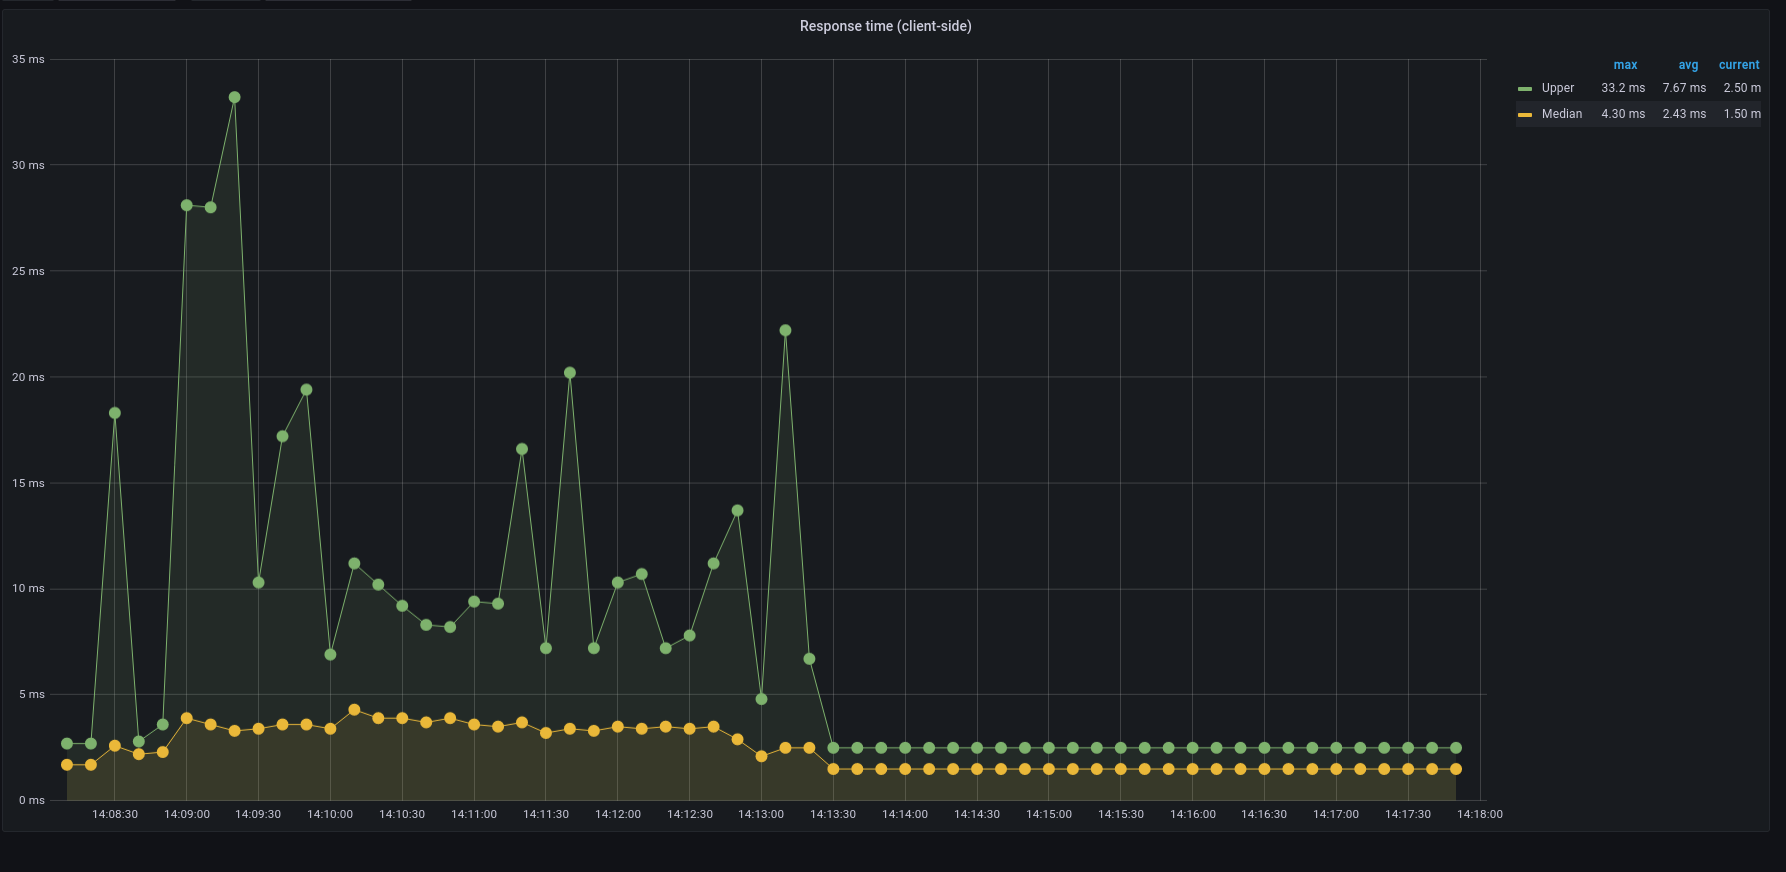 Response time (client-side)
35 ms
30 ms
25 ms
20 ms
15 ms
10 ms
5 ms
0 ms
14:08:30 14:09:00 14:09:30 14:10:00 14:10:30 14:11:00 14:11:30 14:12:00 14:12:30 14:13:00 14:13:30 14:14:00 14:14:30 14:15:00 14:15:30 14:16:00 14:16:30 14:17:00 14:17:30 14:18:00
max avg current
Upper 33.2 ms 7.67 ms 2.50 m
Median 4.30 ms 2.43 ms 1.50 m